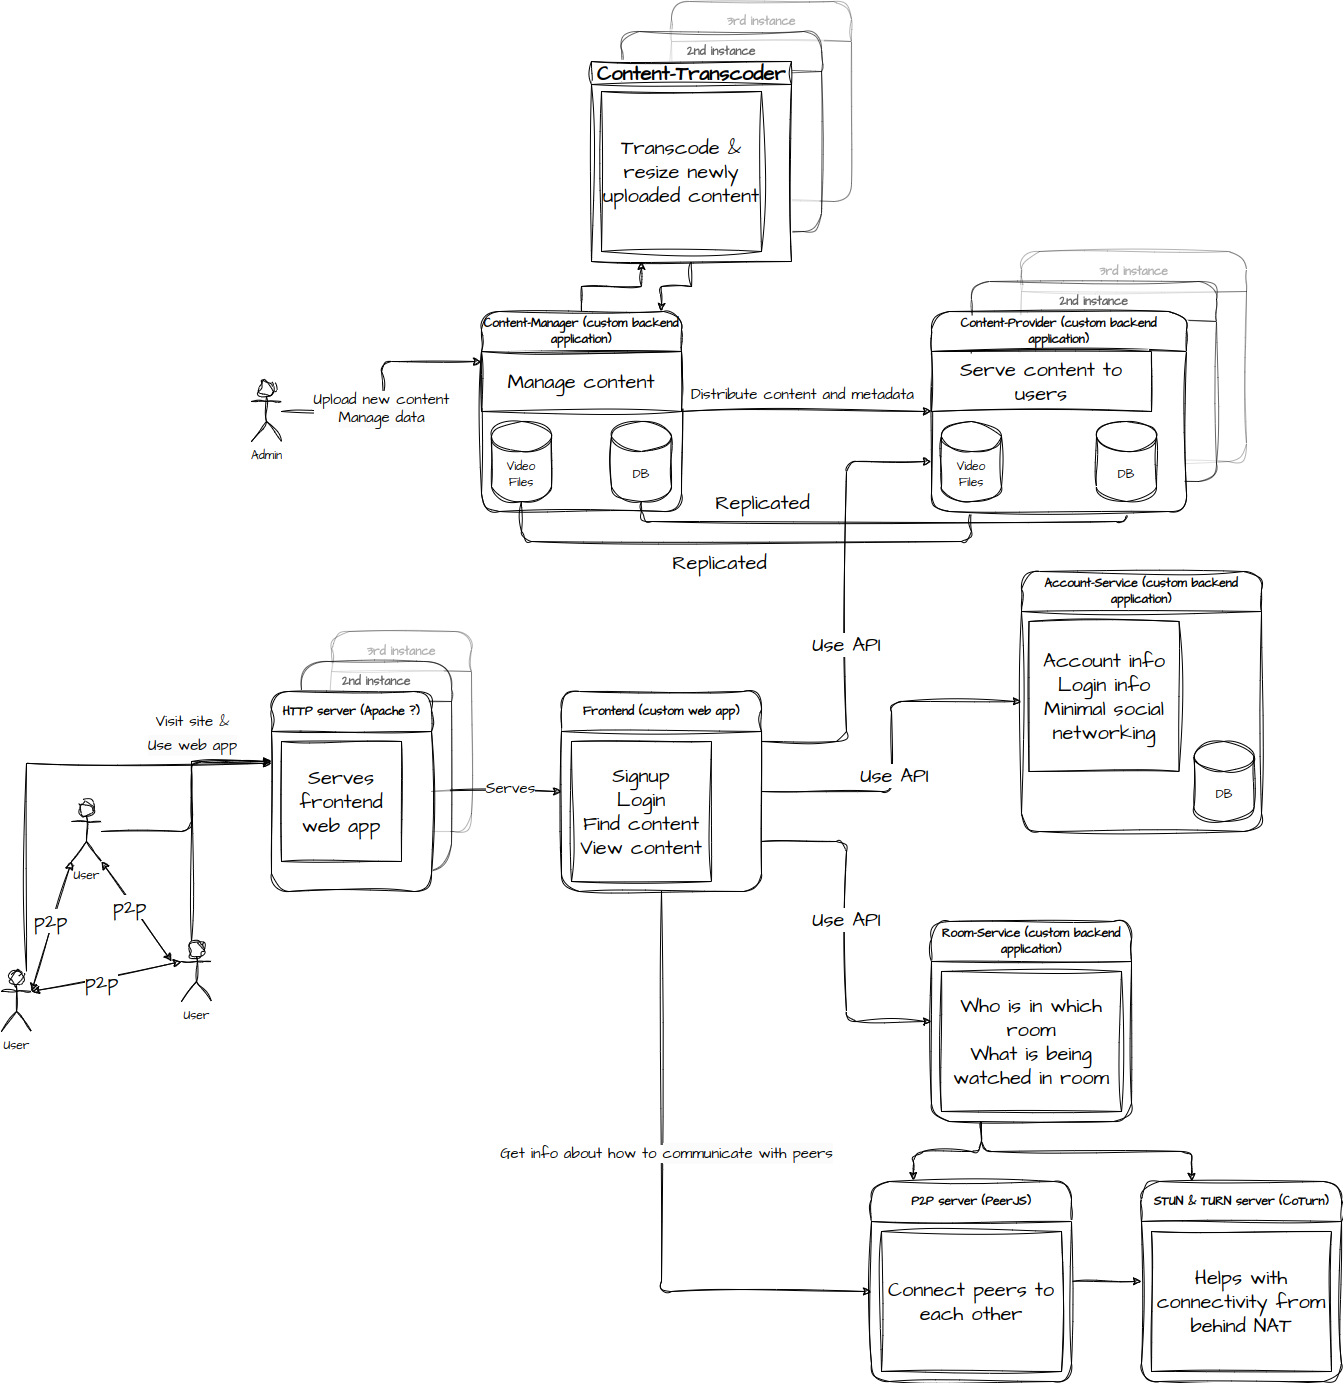 3rd instance
2nd instance
Content-Transcoder
Transcode &
resize newly
uploaded content
3rd instance
2nd instance
Content-Manager (custom backend
application)
Manage content
Video
Files
DB
Content-Provider (custom backend
application)
Serve content to
users
Video
Files
DB
Distribute content and metadata
Upload new content
Manage data
Admin
Replicated
Replicated
Account-Service (custom backend
application)
Account info
Login info
Minimal social
networking
DB
Use API
3rd instance
2nd instance
HTTP server (Apache ?)
Serves
frontend
web app
Visit site &
Use web app
Serves
Frontend (custom web app)
Signup
Login
Find content
View content
Use API
User
p2p
p2p
p2p
User
User
Use API
Room-Service (custom backend
application)
Who is in which
room
What is being
watched in room
Get info about how to communicate with peers
P2P server (PeerJS)
Connect peers to
each other
STUN & TURN server (CoTurn)
Helps with
connectivity from
behind NAT